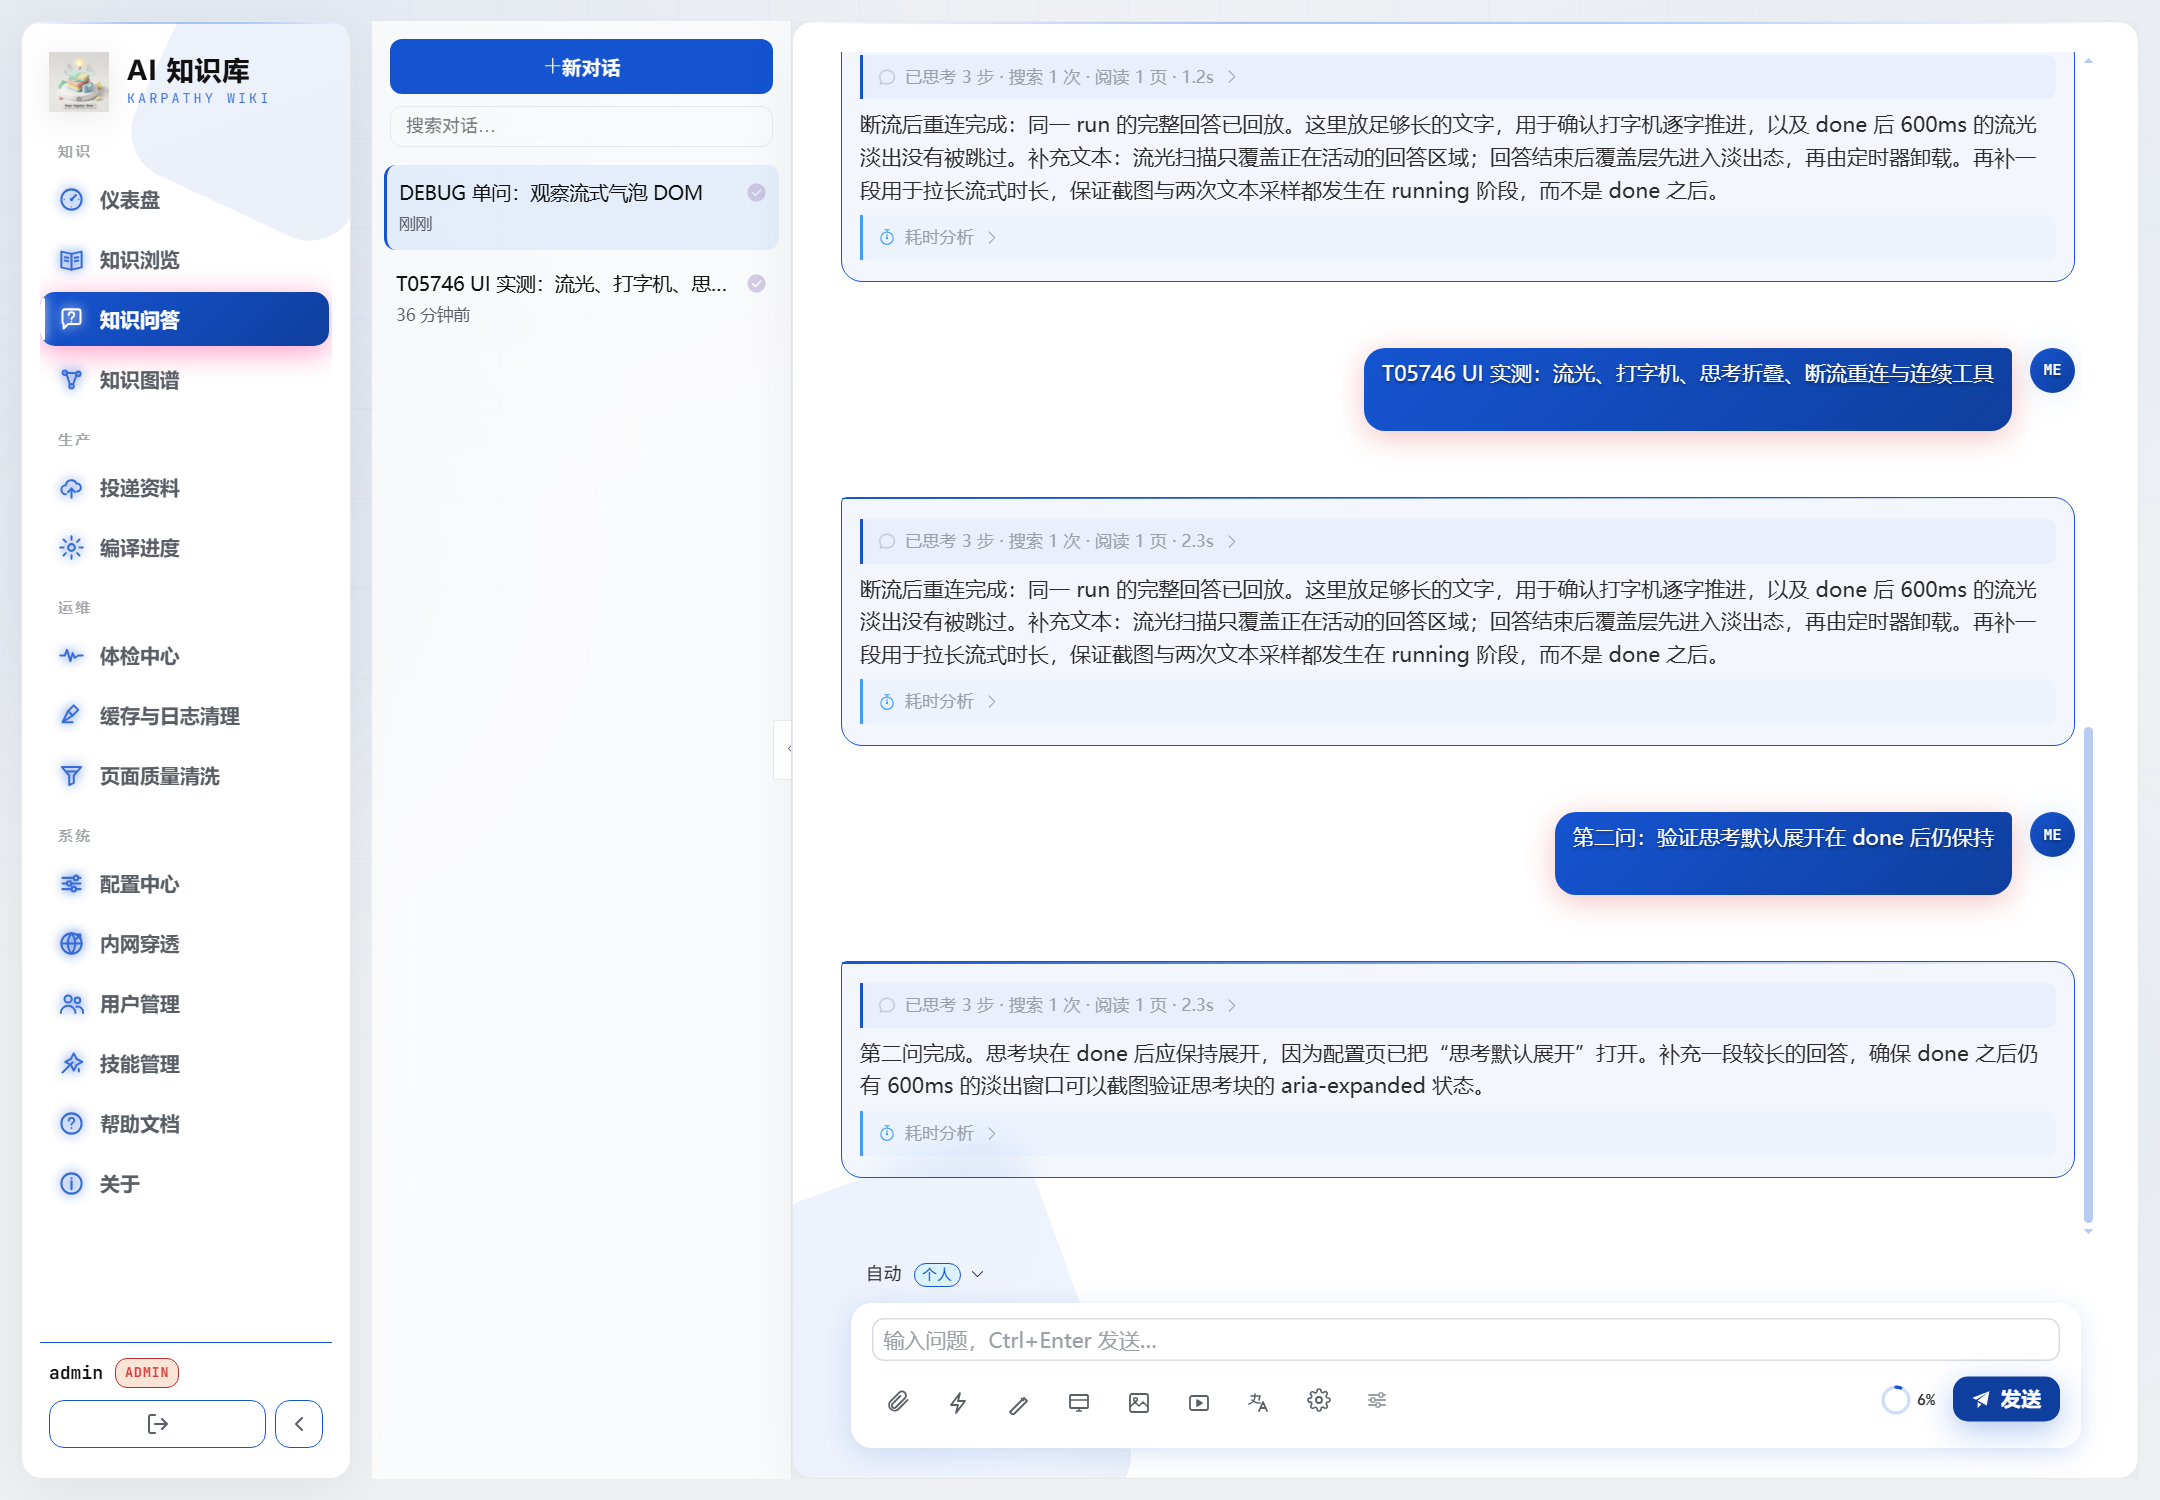 AI 知识库
KARPATHY WIKI
知识
仪表盘
知识浏览
知识问答
知识图谱
生产
投递资料
编译进度
运维
体检中心
缓存与日志清理
页面质量清洗
系统
配置中心
内网穿透
用户管理
技能管理
帮助文档
关于
admin ADMIN
+新对话
搜索对话...
DEBUG 单问：观察流式气泡 DOM
刚刚
T05746 UI 实测：流光、打字机、思...
36 分钟前
已思考 3 步 · 搜索 1 次 · 阅读 1 页 · 1.2s
断流后重连完成：同一 run 的完整回答已回放。这里放足够长的文字，用于确认打字机逐字推进，以及 done 后 600ms 的流光
淡出没有被跳过。补充文本：流光扫描只覆盖正在活动的回答区域；回答结束后覆盖层先进入淡出态，再由定时器卸载。再补一
段用于拉长流式时长，保证截图与两次文本采样都发生在 running 阶段，而不是 done 之后。
耗时分析
T05746 UI 实测：流光、打字机、思考折叠、断流重连与连续工具
ME
已思考 3 步 · 搜索 1 次 · 阅读 1 页 · 2.3s
断流后重连完成：同一 run 的完整回答已回放。这里放足够长的文字，用于确认打字机逐字推进，以及 done 后 600ms 的流光
淡出没有被跳过。补充文本：流光扫描只覆盖正在活动的回答区域；回答结束后覆盖层先进入淡出态，再由定时器卸载。再补一
段用于拉长流式时长，保证截图与两次文本采样都发生在 running 阶段，而不是 done 之后。
耗时分析
第二问：验证思考默认展开在 done 后仍保持
ME
已思考 3 步 · 搜索 1 次 · 阅读 1 页 · 2.3s
第二问完成。思考块在 done 后应保持展开，因为配置页已把“思考默认展开”打开。补充一段较长的回答，确保 done 之后仍
有 600ms 的淡出窗口可以截图验证思考块的 aria-expanded 状态。
耗时分析
自动 个人
输入问题，Ctrl+Enter 发送...
6%
发送